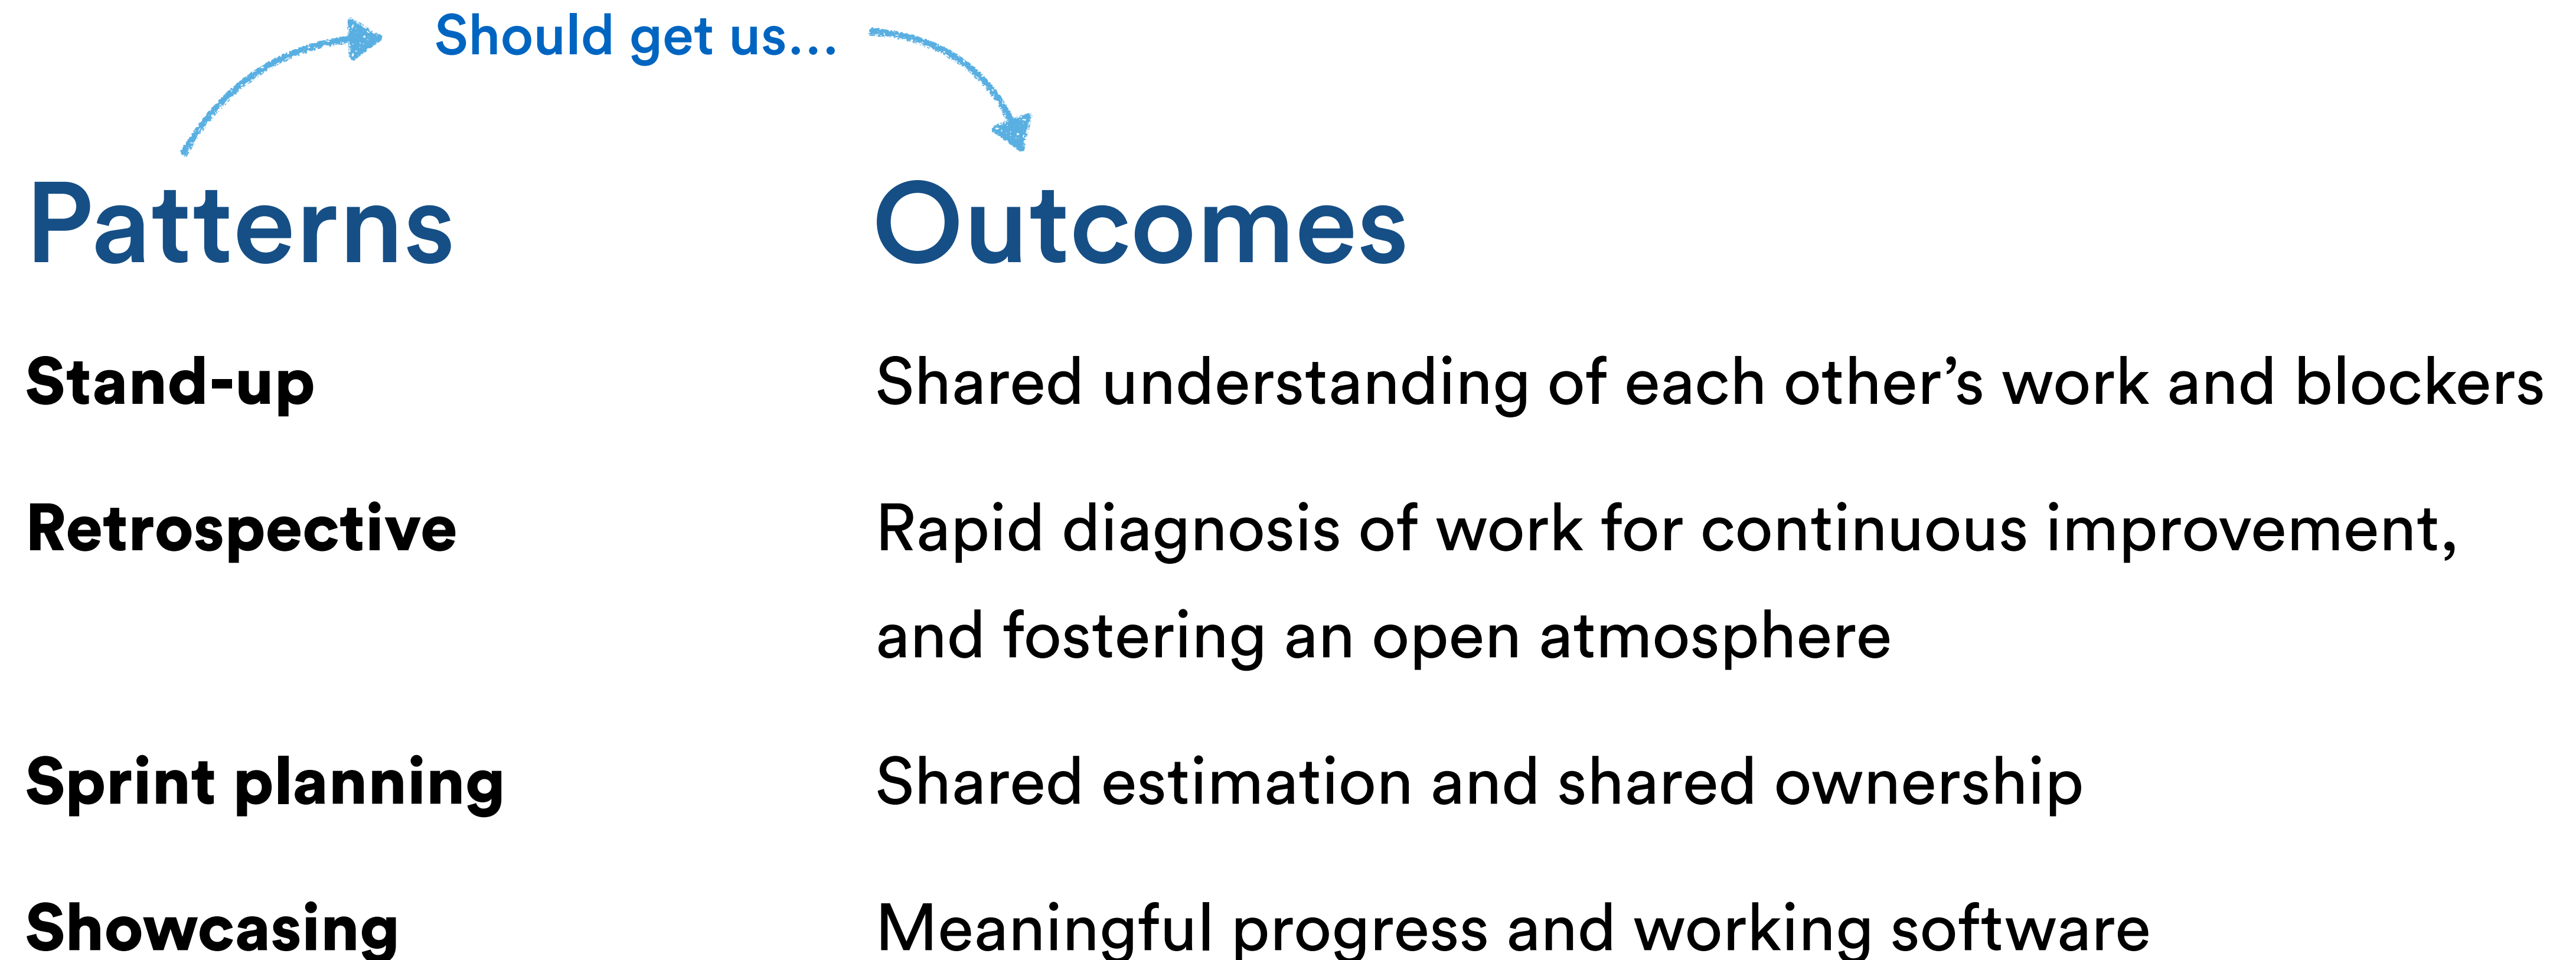 Should get us...
Patterns Outcomes
Stand-up Shared understanding of each other’s work and blockers
Retrospective Rapid diagnosis of work for continuous improvement,
and fostering an open atmosphere
Sprint planning Shared estimation and shared ownership
Showcasing Meaningful progress and working software